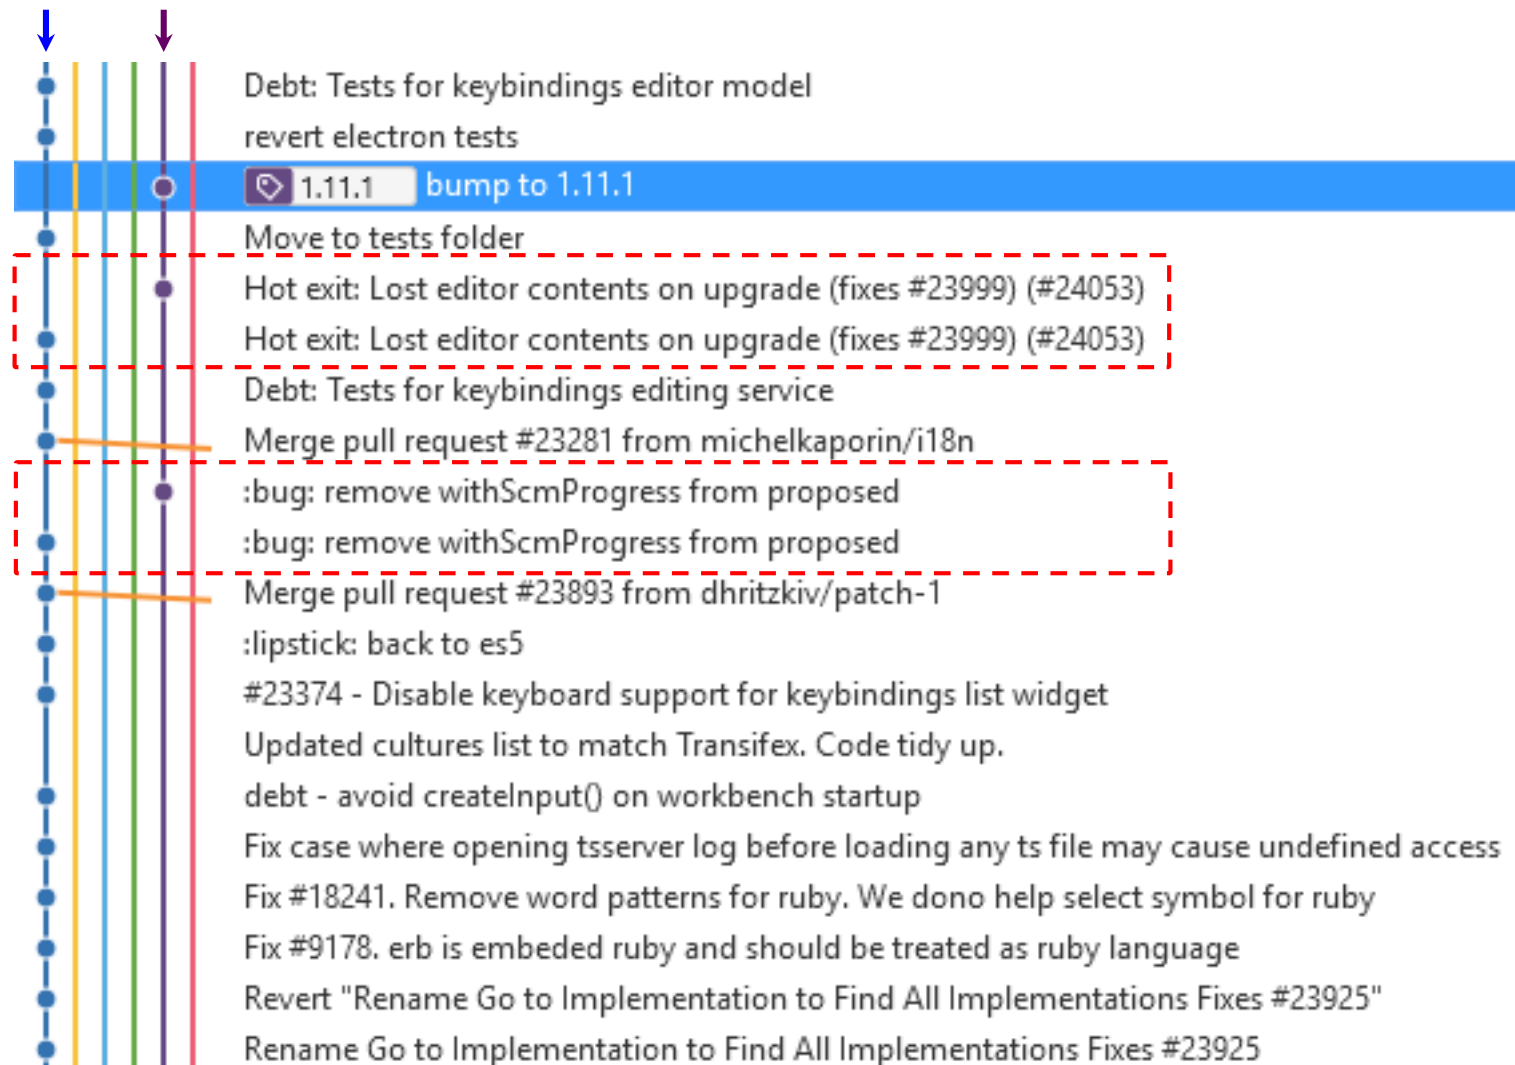 Debt: Tests for keybindings editor model
revert electron tests
1.11.1 bump to 1.11.1
Move to tests folder
Hot exit: Lost editor contents on upgrade (fixes #23999) (#24053)
Hot exit: Lost editor contents on upgrade (fixes #23999) (#24053)
Debt: Tests for keybindings editing service
Merge pull request #23281 from michelkaporin/i18n
:bug: remove withScmProgress from proposed
:bug: remove withScmProgress from proposed
Merge pull request #23893 from dhritzkiv/patch-1
:lipstick: back to es5
#23374 - Disable keyboard support for keybindings list widget
Updated cultures list to match Transifex. Code tidy up.
debt - avoid createInput() on workbench startup
Fix case where opening tsserver log before loading any ts file may cause undefined access
Fix #18241. Remove word patterns for ruby. We dono help select symbol for ruby
Fix #9178. erb is embeded ruby and should be treated as ruby language
Revert "Rename Go to Implementation to Find All Implementations Fixes #23925"
Rename Go to Implementation to Find All Implementations Fixes #23925